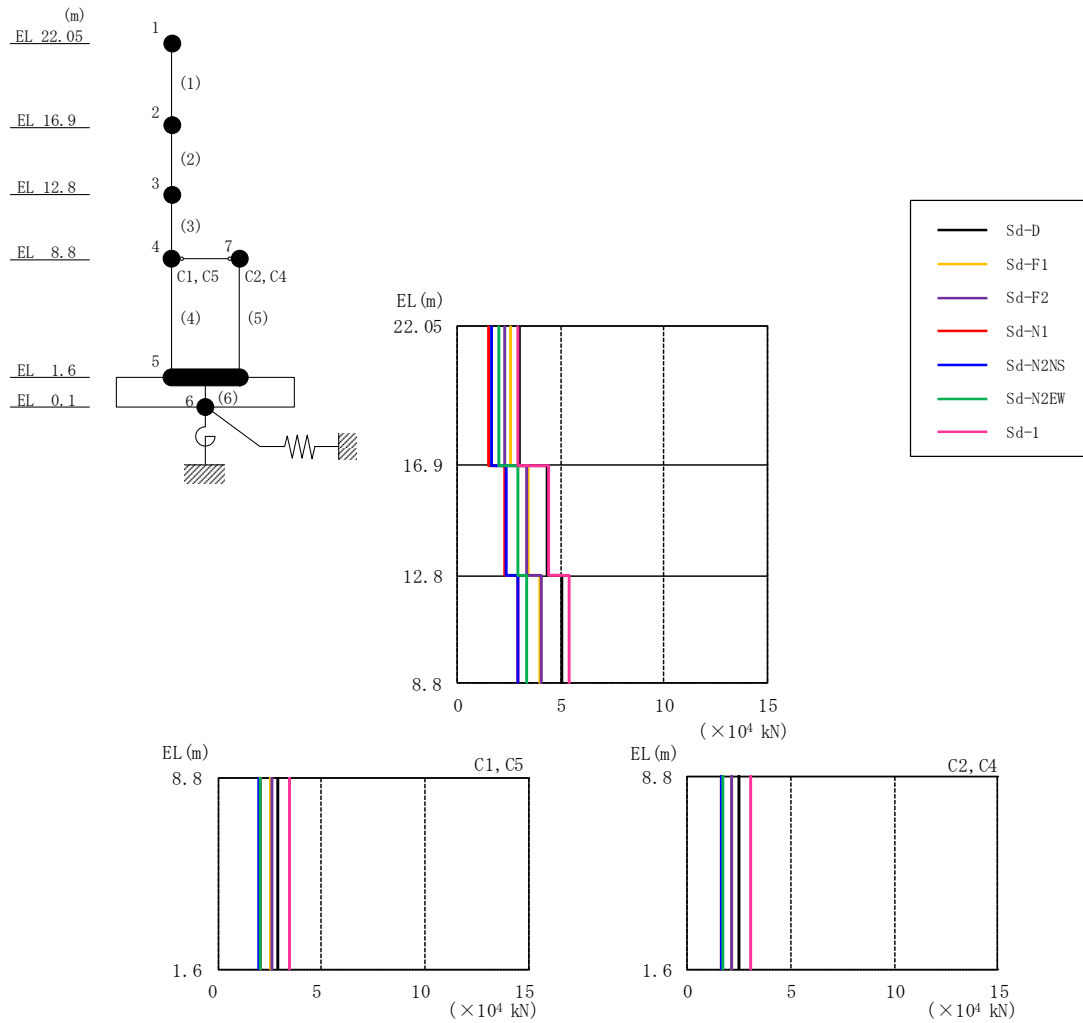 (m)
EL 22.05
1
(1)
EL 16.9
2
(2)
EL 12.8
3
(3)
EL 8.8
4
7
C1,C5
C2,C4
(4)
(5)
EL 1.6
5
EL 0.1
6
(6)
Sd-D
Sd-F1
Sd-F2
Sd-N1
Sd-N2NS
Sd-N2EW
Sd-1
EL(m)
22.05
16.9
12.8
8.8
0 5 10 15
(×10⁴ kN)
EL(m)
C1,C5
8.8
1.6
0 5 10 15
(×10⁴ kN)
EL(m)
C2,C4
8.8
1.6
0 5 10 15
(×10⁴ kN)